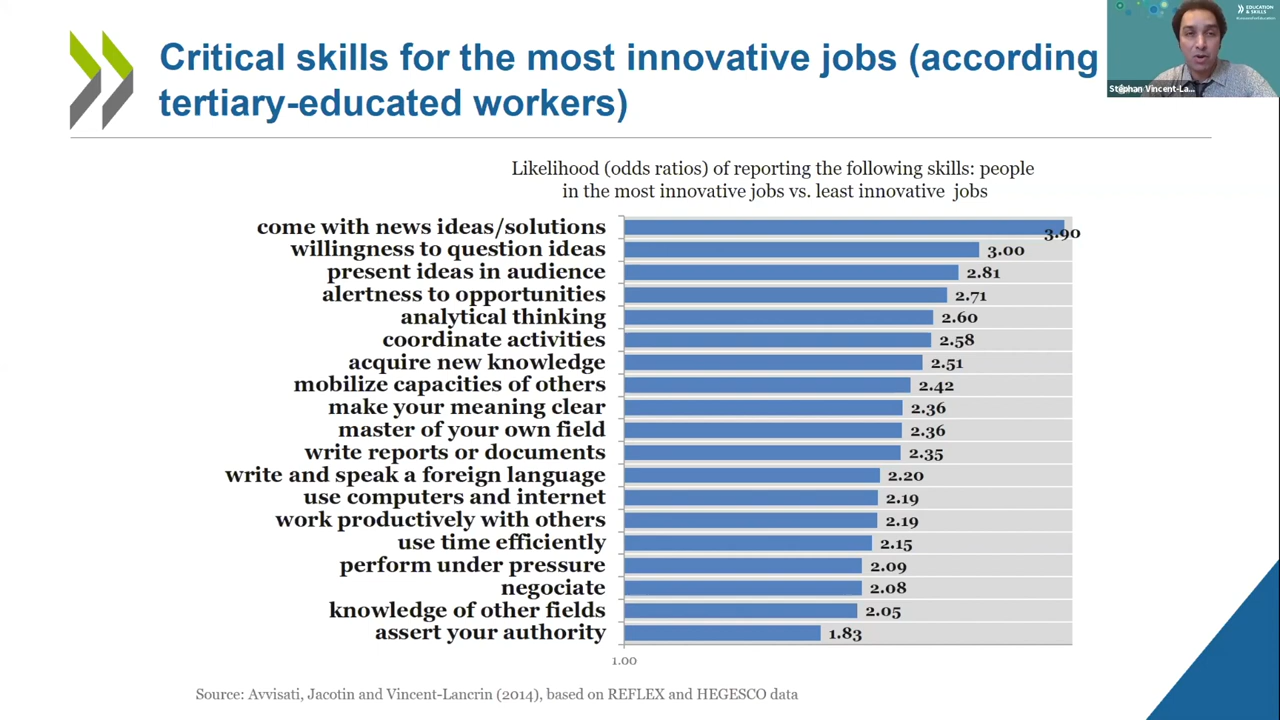 Critical skills for the most innovative jobs (according
tertiary-educated workers)
EDUCATION
& SKILLS
Stéphan Vincent-La...
Likelihood (odds ratios) of reporting the following skills: people
in the most innovative jobs vs. least innovative jobs
come with news ideas/solutions 3.90
willingness to question ideas 3.00
present ideas in audience 2.81
alertness to opportunities 2.71
analytical thinking 2.60
coordinate activities 2.58
acquire new knowledge 2.51
mobilize capacities of others 2.42
make your meaning clear 2.36
master of your own field 2.36
write reports or documents 2.35
write and speak a foreign language 2.20
use computers and internet 2.19
work productively with others 2.19
use time efficiently 2.15
perform under pressure 2.09
negociate 2.08
knowledge of other fields 2.05
assert your authority 1.83
1.00
Source: Avvisati, Jacotin and Vincent-Lancrin (2014), based on REFLEX and HEGESCO data